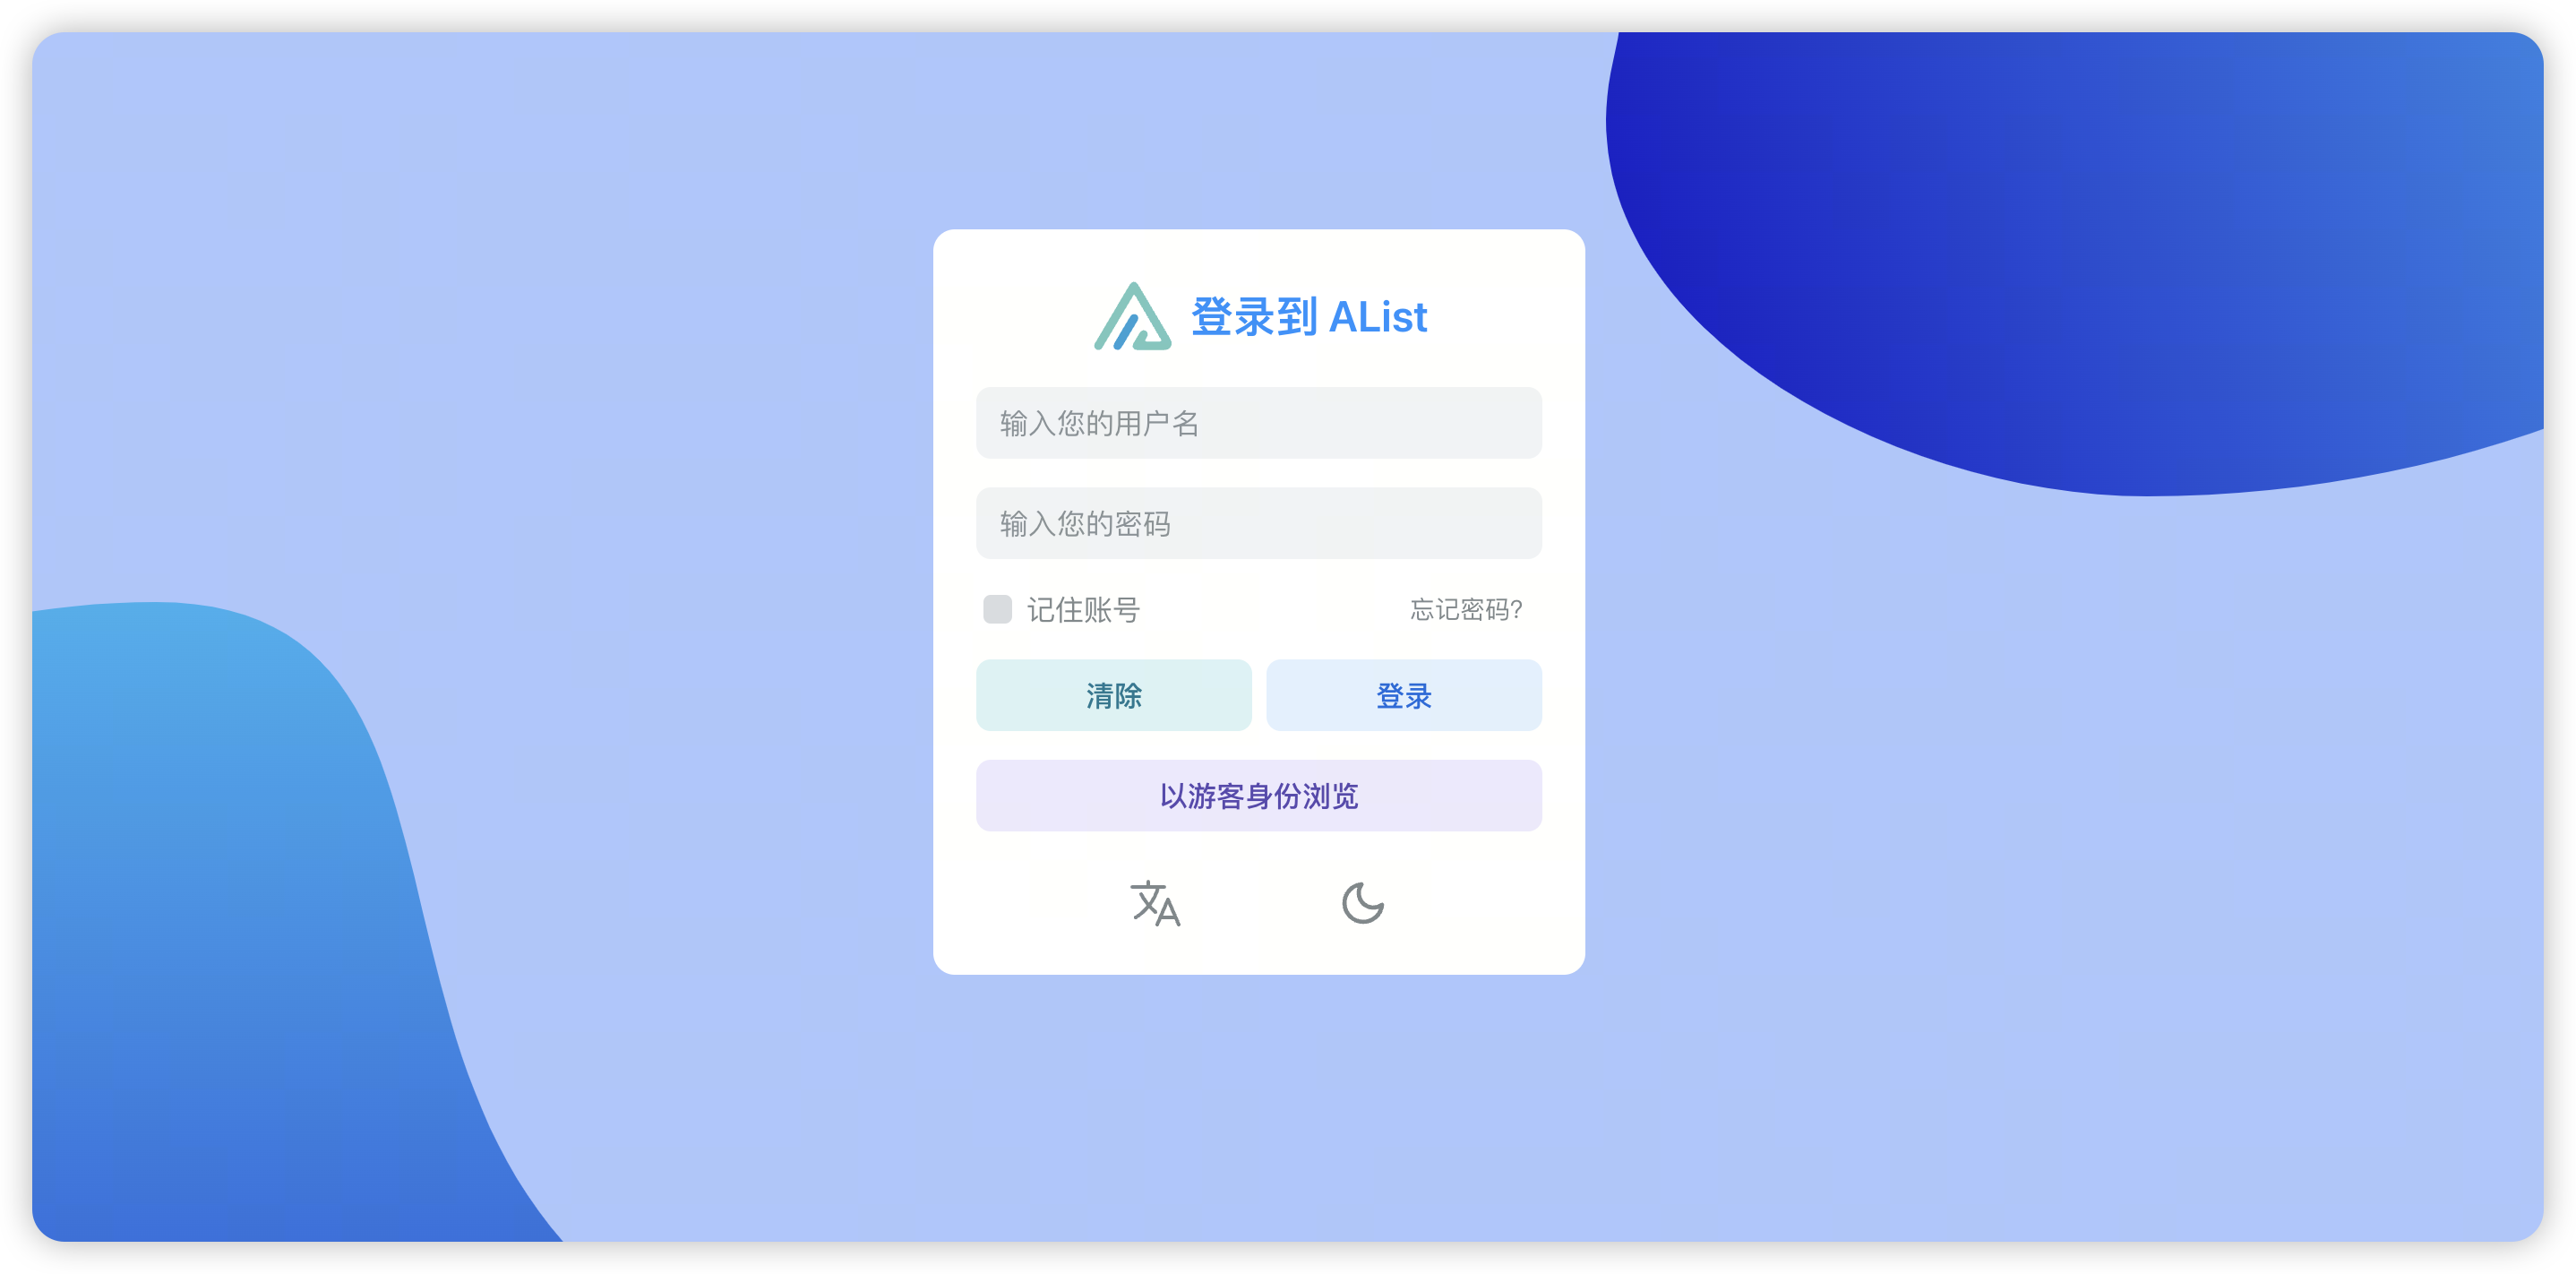 登录到 AList
输入您的用户名
输入您的密码
记住账号 忘记密码?
清除 登录
以游客身份浏览
文A